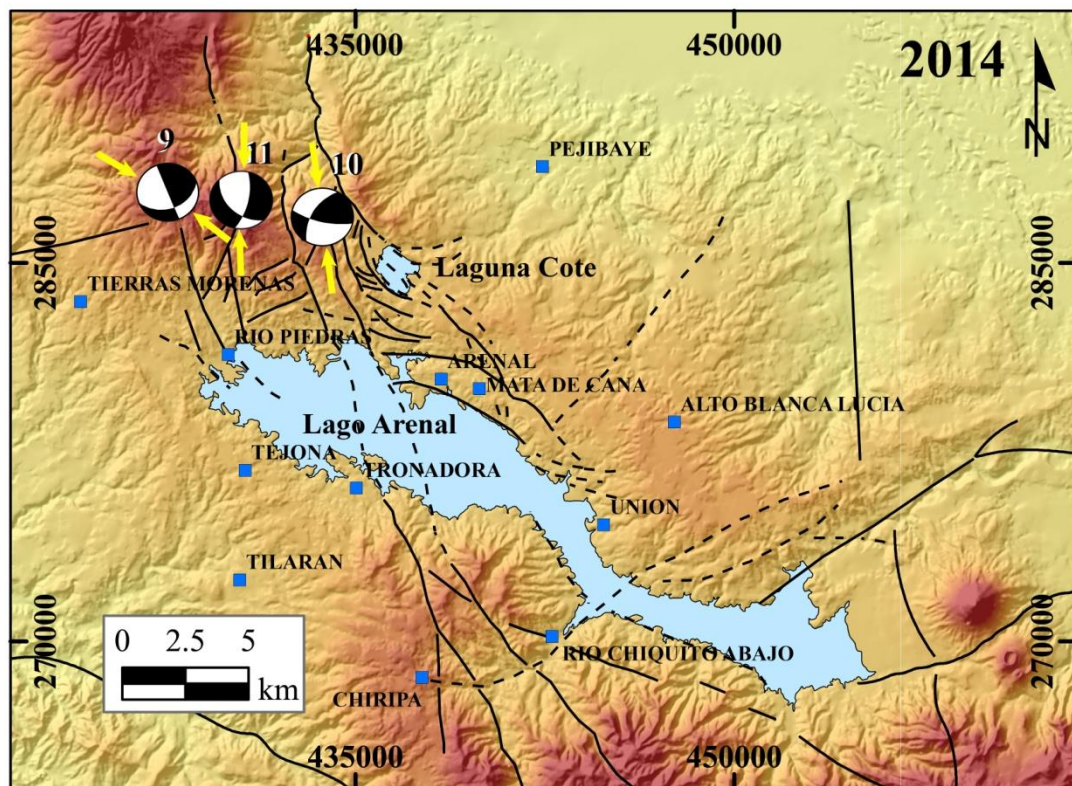 435000
450000
2014
N
9
11
10
PEJIBAYE
285000
285000
Laguna Cote
TIERRAS MORENAS
RIO PIEDRAS
ARENAL
MATA DE CANA
Lago Arenal
ALTO BLANCA LUCIA
TEJONA
TRONADORA
UNION
TILARAN
0 2.5 5
km
270000
270000
RIO CHIQUITO ABAJO
CHIRIPA
435000
450000